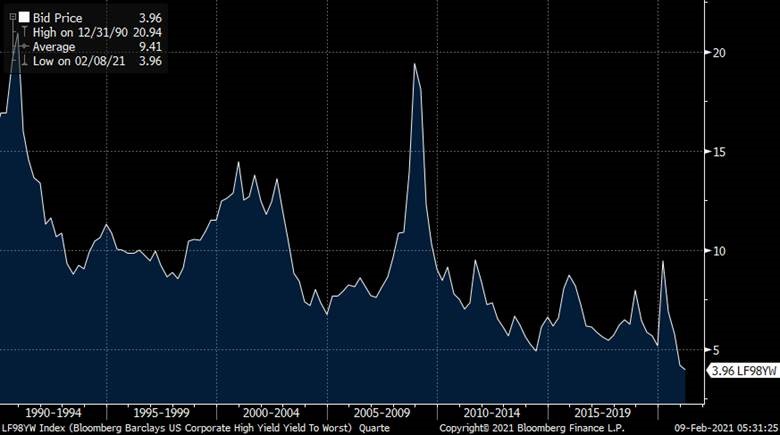 Bid Price 3.96
High on 12/31/90 20.94
Average 9.41
Low on 02/08/21 3.96
20
15
10
5
3.96 LF98YW
1990-1994 1995-1999 2000-2004 2005-2009 2010-2014 2015-2019
LF98YW Index (Bloomberg Barclays US Corporate High Yield Yield To Worst) Quarte Copyright© 2021 Bloomberg Finance L.P. 09-Feb-2021 05:31:25